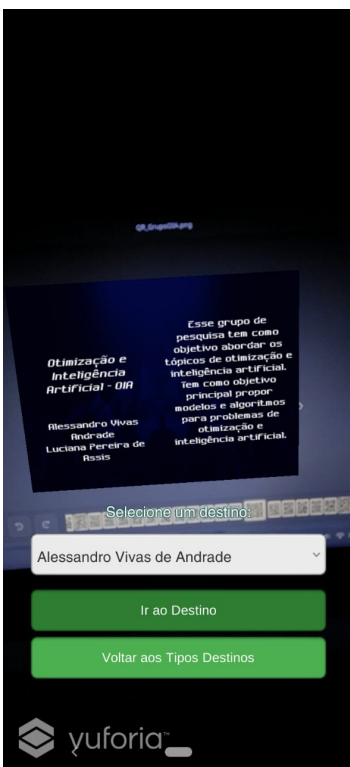 QR_GrupoOIA.png
Otimização e
Inteligência
Artificial - OIA
Alessandro Vivas
Andrade
Luciana Pereira de
Assis
Esse grupo de
pesquisa tem como
objetivo abordar os
tópicos de otimização e
inteligência artificial.
Tem como objetivo
principal propor
modelos e algoritmos
para problemas de
otimização e
inteligência artificial.
Selecione um destino:
Alessandro Vivas de Andrade
Ir ao Destino
Voltar aos Tipos Destinos
vuforia™